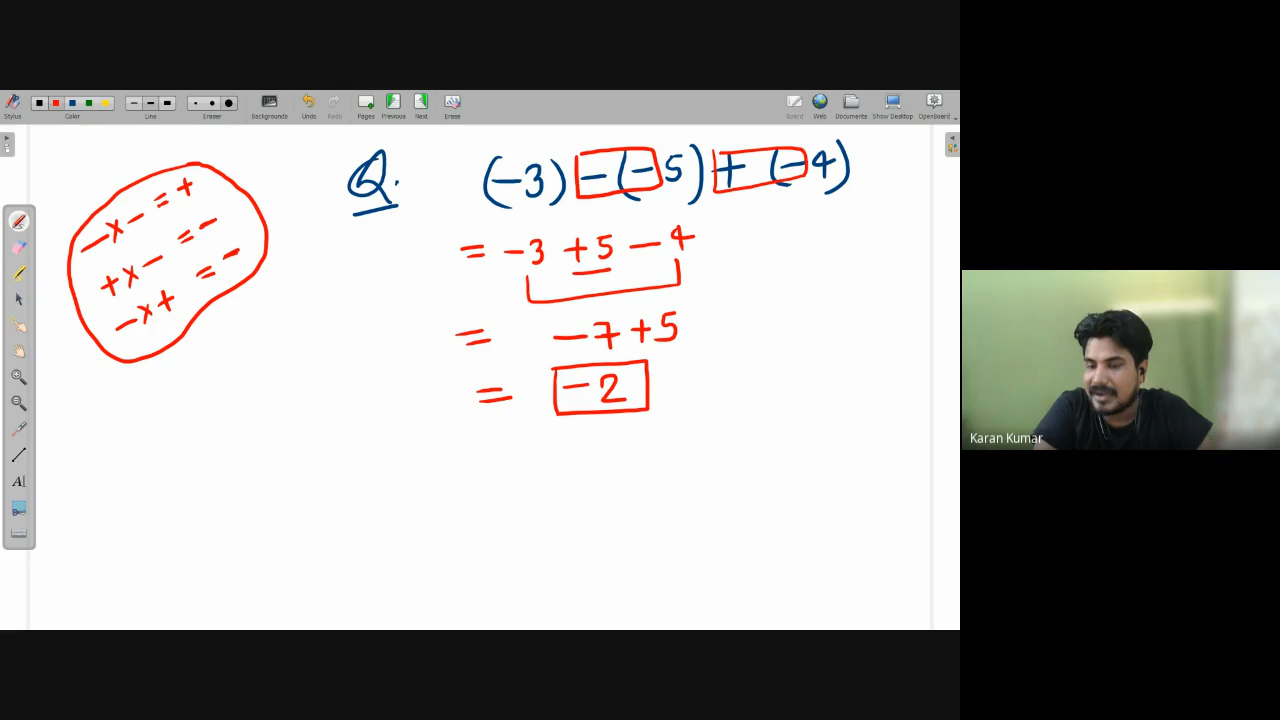 Stylus
Color
Line
Eraser
Backgrounds
Undo
Redo
Pages
Previous
Next
Erase
Board
Web
Documents
Show Desktop
OpenBoard
Q. (-3) - (-5) + (-4)
= -3 + 5 - 4
= -7 + 5
= -2
- x - = +
+ x - = -
- x + = -
AI
Karan Kumar